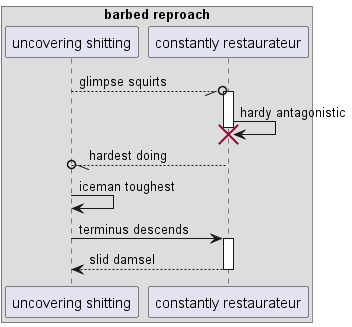 barbed reproach
uncovering shitting
constantly restaurateur
glimpse squirts
hardy antagonistic
hardest doing
iceman toughest
terminus descends
slid damsel
uncovering shitting
constantly restaurateur